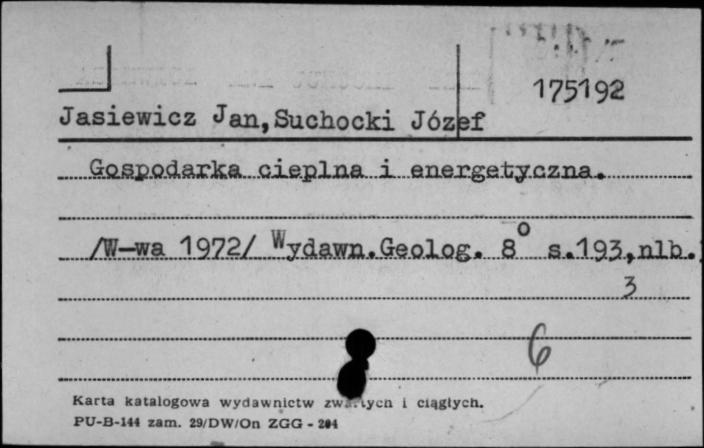 175192
Jasiewicz Jan, Suchocki Józef
Gospodarka cieplna i energetyczna.
/W-wa 1972/ Wydawn.Geolog. 8° s.193, nlb.
3
6
Karta katalogowa wydawnictw zwartych i ciągłych.
PU-B-144 zam. 29/DW/On ZGG - 204